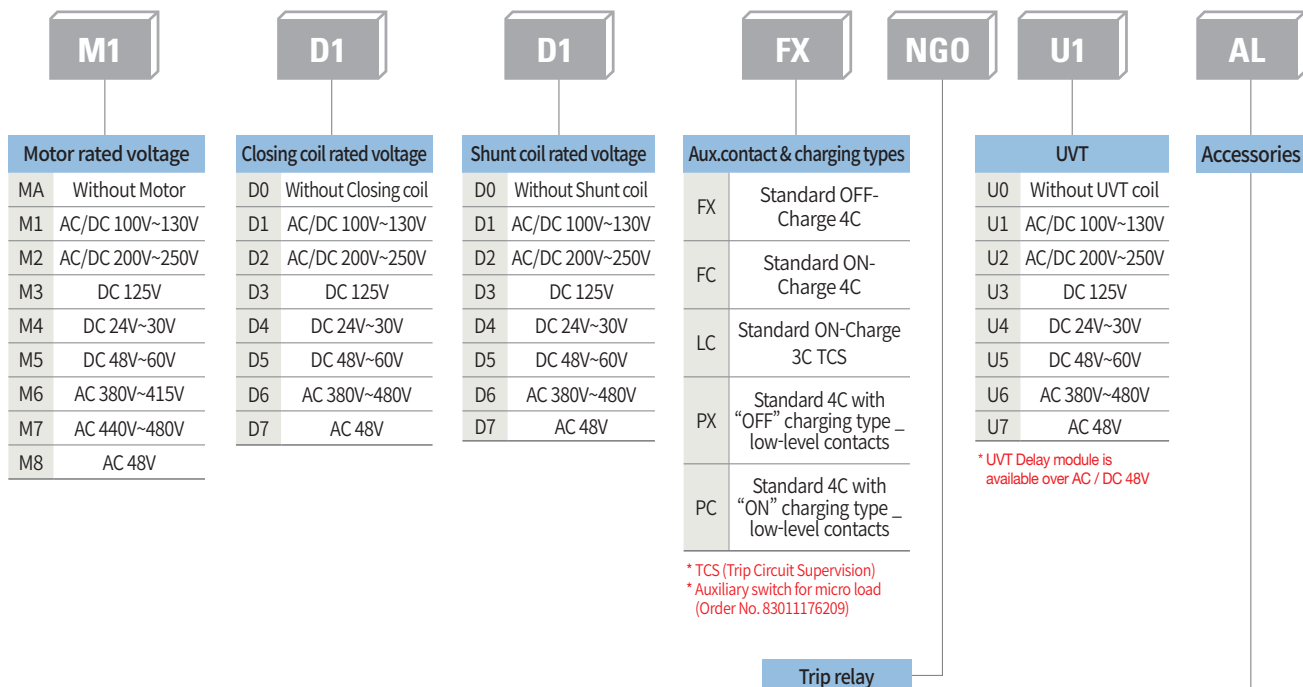 M1
D1
D1
FX
NGO
U1
AL
Motor rated voltage
MA Without Motor
M1 AC/DC 100V~130V
M2 AC/DC 200V~250V
M3 DC 125V
M4 DC 24V~30V
M5 DC 48V~60V
M6 AC 380V~415V
M7 AC 440V~480V
M8 AC 48V
Closing coil rated voltage
D0 Without Closing coil
D1 AC/DC 100V~130V
D2 AC/DC 200V~250V
D3 DC 125V
D4 DC 24V~30V
D5 DC 48V~60V
D6 AC 380V~480V
D7 AC 48V
Shunt coil rated voltage
D0 Without Shunt coil
D1 AC/DC 100V~130V
D2 AC/DC 200V~250V
D3 DC 125V
D4 DC 24V~30V
D5 DC 48V~60V
D6 AC 380V~480V
D7 AC 48V
Aux.contact & charging types
FX Standard OFF-
Charge 4C
FC Standard ON-
Charge 4C
LC Standard ON-Charge
3C TCS
PX Standard 4C with
“OFF” charging type _
low-level contacts
PC Standard 4C with
“ON” charging type _
low-level contacts
* TCS (Trip Circuit Supervision)
* Auxiliary switch for micro load
(Order No. 83011176209)
Trip relay
UVT
U0 Without UVT coil
U1 AC/DC 100V~130V
U2 AC/DC 200V~250V
U3 DC 125V
U4 DC 24V~30V
U5 DC 48V~60V
U6 AC 380V~480V
U7 AC 48V
* UVT Delay module is
available over AC / DC 48V
Accessories